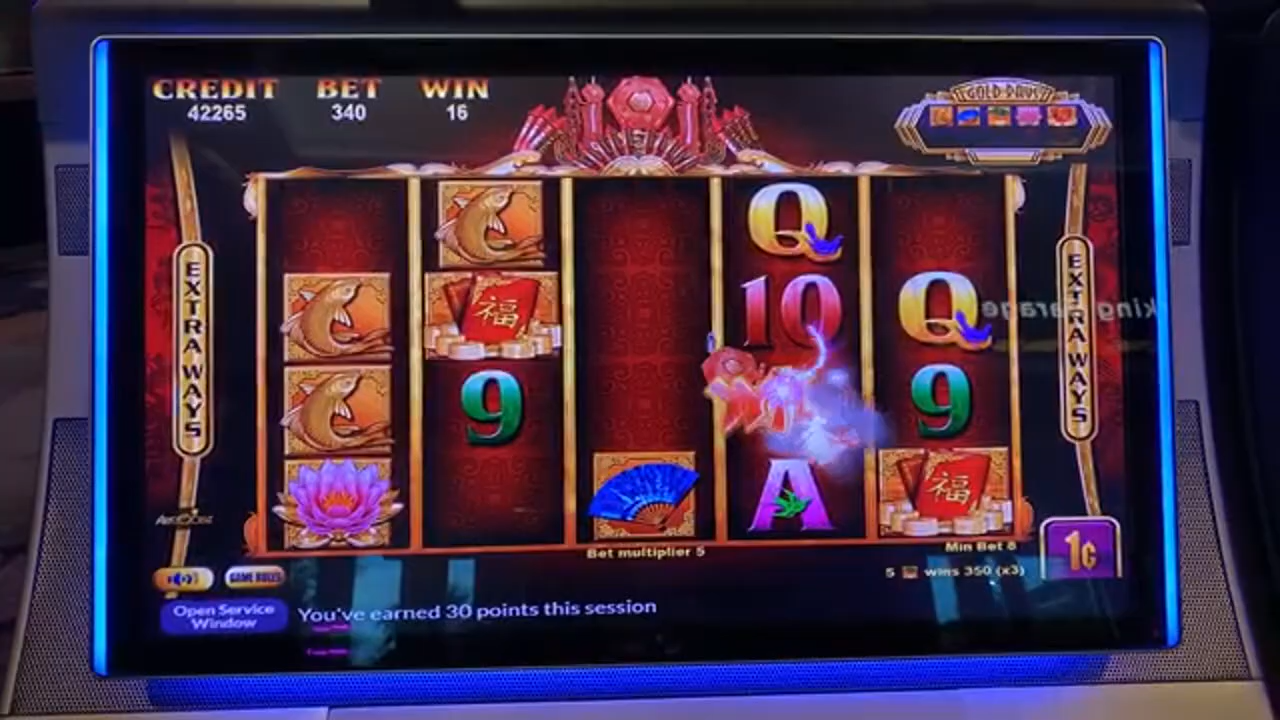 CREDIT BET WIN
42265 340 16
Q
10
Q
福
9
9
福
A
EXTRA WAYS
EXTRA WAYS
Bet multiplier 5
Min Bet 8
5 wins 350 (x3)
1¢
GAME RULES
Open Service
Window
You've earned 30 points this session